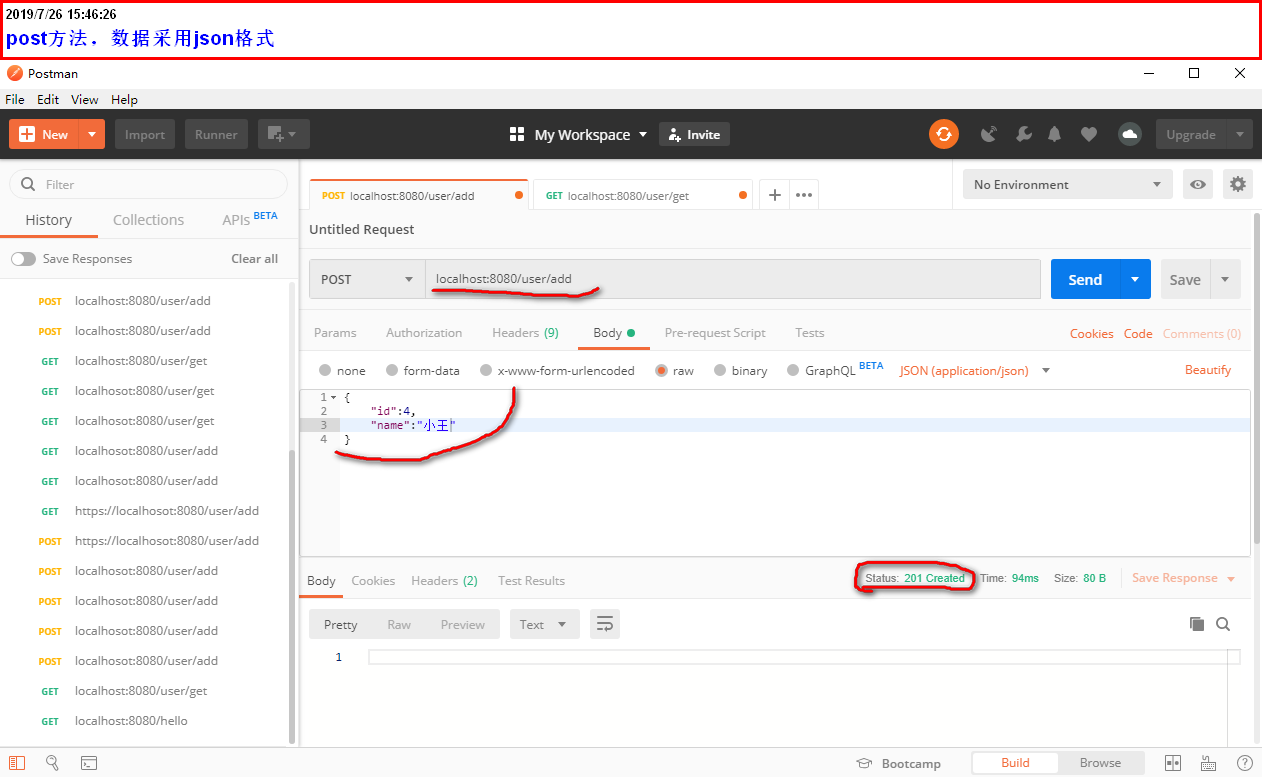 2019/7/26 15:46:26
post方法．数据采用json格式
Postman
File Edit View Help
New Import Runner My Workspace Invite Upgrade
Filter
History Collections APIs BETA
Save Responses Clear all
POST localhost:8080/user/add
POST localhost:8080/user/add
GET localhost:8080/user/get
GET localhosot:8080/user/get
GET localhosot:8080/user/get
GET localhosot:8080/user/add
GET localhosot:8080/user/add
GET https://localhosot:8080/user/add
POST https://localhosot:8080/user/add
POST localhosot:8080/user/add
POST localhosot:8080/user/add
POST localhosot:8080/user/add
POST localhosot:8080/user/add
GET localhost:8080/user/get
GET localhost:8080/hello
POST localhost:8080/user/add GET localhost:8080/user/get
No Environment
Untitled Request
POST localhost:8080/user/add Send Save
Params Authorization Headers (9) Body Pre-request Script Tests Cookies Code Comments (0)
none form-data x-www-form-urlencoded raw binary GraphQL BETA JSON (application/json) Beautify
1 {
2 "id":4,
3 "name":"小王"
4 }
Body Cookies Headers (2) Test Results Status: 201 Created Time: 94ms Size: 80 B Save Response
Pretty Raw Preview Text
1
Bootcamp Build Browse